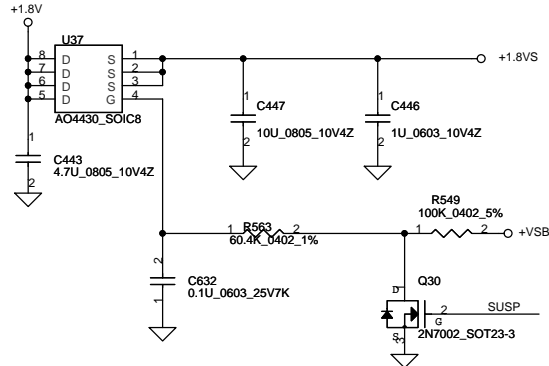 +1.8V
U37
8 D S 1
7 D S 2
6 D S 3
5 D G 4
AO4430_SOIC8
+1.8VS
1
C443
4.7U_0805_10V4Z
2
1
C447
10U_0805_10V4Z
2
1
C446
1U_0603_10V4Z
2
1 R563 2
60.4K_0402_1%
R549
100K_0402_5%
1 2
+VSB
2
C632
0.1U_0603_25V7K
1
Q30
D 1
2 SUSP
G
S 3
2N7002_SOT23-3